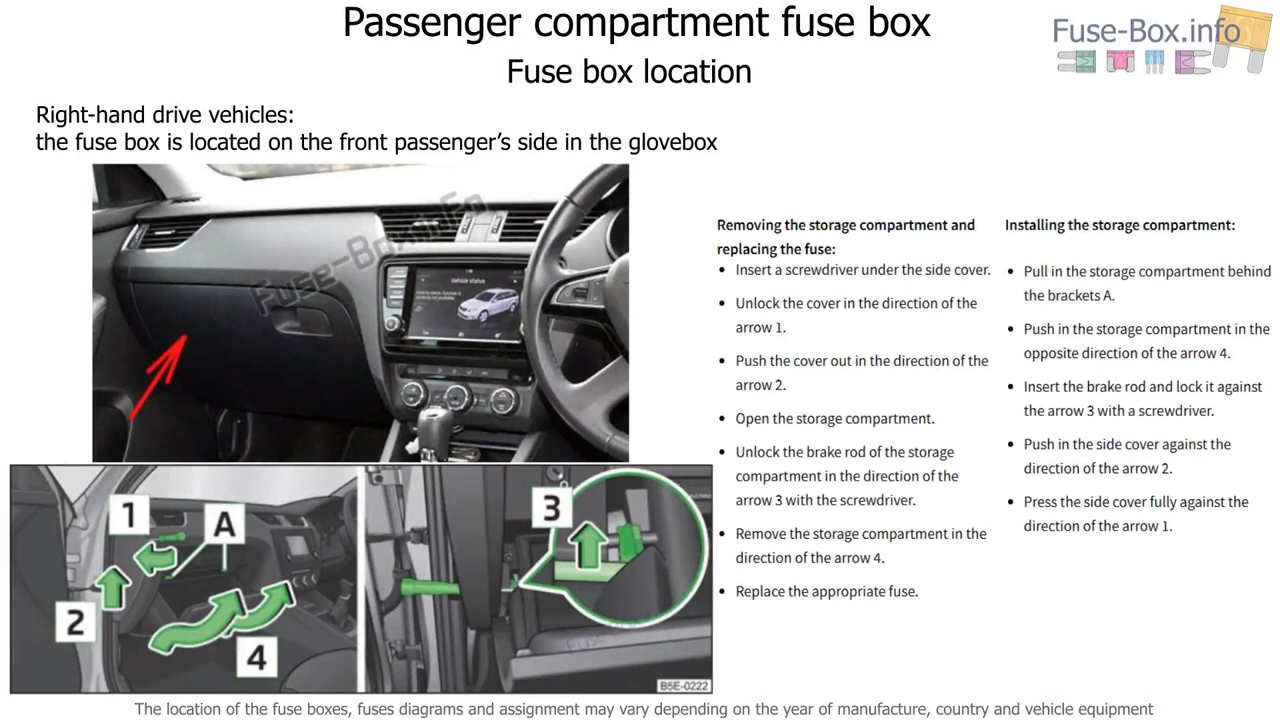 Passenger compartment fuse box
Fuse box location
Fuse-Box.info
Right-hand drive vehicles:
the fuse box is located on the front passenger’s side in the glovebox
Fuse-Box.inFo
Vehicle status
Removing the storage compartment and
replacing the fuse:
• Insert a screwdriver under the side cover.
• Unlock the cover in the direction of the
arrow 1.
• Push the cover out in the direction of the
arrow 2.
• Open the storage compartment.
• Unlock the brake rod of the storage
compartment in the direction of the
arrow 3 with the screwdriver.
• Remove the storage compartment in the
direction of the arrow 4.
• Replace the appropriate fuse.
Installing the storage compartment:
• Pull in the storage compartment behind
the brackets A.
• Push in the storage compartment in the
opposite direction of the arrow 4.
• Insert the brake rod and lock it against
the arrow 3 with a screwdriver.
• Push in the side cover against the
direction of the arrow 2.
• Press the side cover fully against the
direction of the arrow 1.
1
A
2
4
3
B5E-0222
The location of the fuse boxes, fuses diagrams and assignment may vary depending on the year of manufacture, country and vehicle equipment